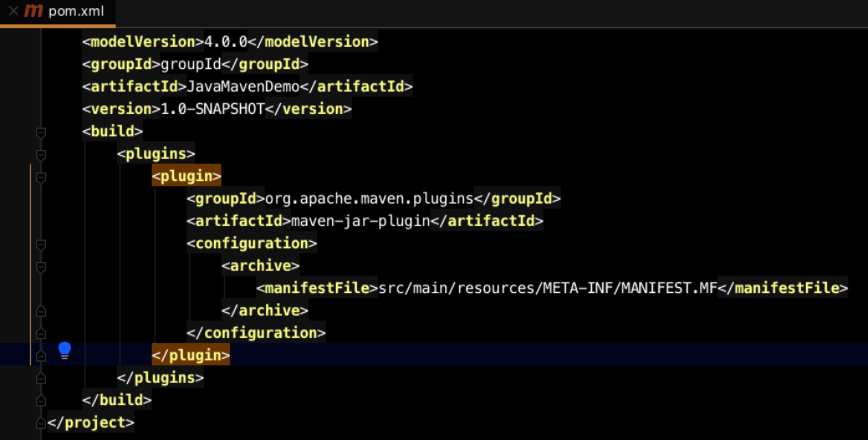 pom.xml
<modelVersion>4.0.0</modelVersion>
<groupId>groupId</groupId>
<artifactId>JavaMavenDemo</artifactId>
<version>1.0-SNAPSHOT</version>
<build>
<plugins>
<plugin>
<groupId>org.apache.maven.plugins</groupId>
<artifactId>maven-jar-plugin</artifactId>
<configuration>
<archive>
<manifestFile>src/main/resources/META-INF/MANIFEST.MF</manifestFile>
</archive>
</configuration>
</plugin>
</plugins>
</build>
</project>